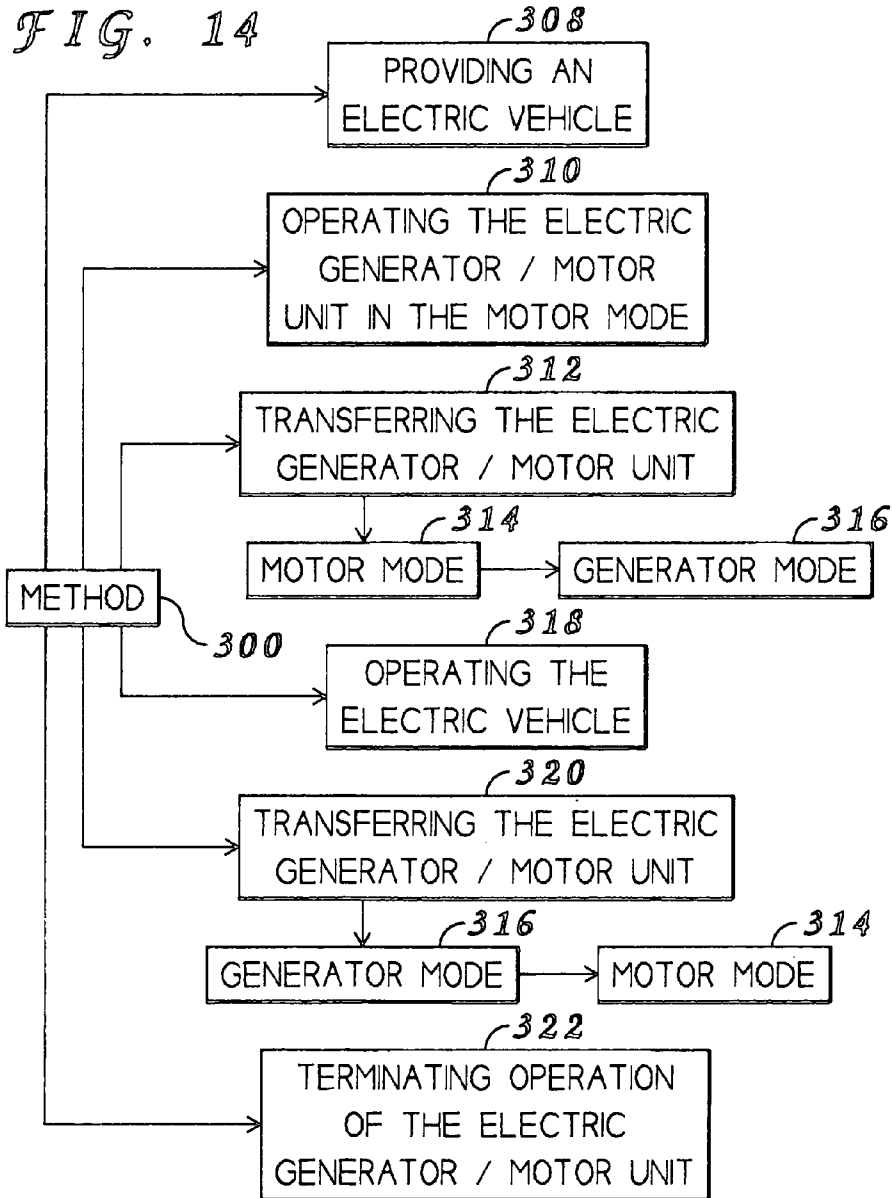 FIG. 14
308
PROVIDING AN
ELECTRIC VEHICLE
310
OPERATING THE ELECTRIC
GENERATOR / MOTOR
UNIT IN THE MOTOR MODE
312
TRANSFERRING THE ELECTRIC
GENERATOR / MOTOR UNIT
314
MOTOR MODE
316
GENERATOR MODE
METHOD
300
318
OPERATING THE
ELECTRIC VEHICLE
320
TRANSFERRING THE ELECTRIC
GENERATOR / MOTOR UNIT
316
GENERATOR MODE
314
MOTOR MODE
322
TERMINATING OPERATION
OF THE ELECTRIC
GENERATOR / MOTOR UNIT